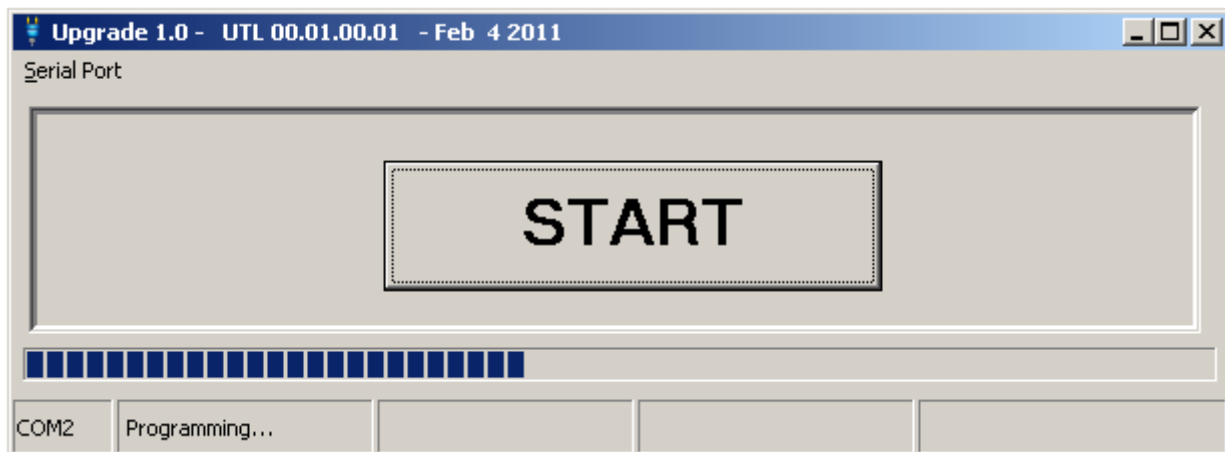 Upgrade 1.0 - UTL 00.01.00.01 - Feb 4 2011
Serial Port
START
COM2 Programming...